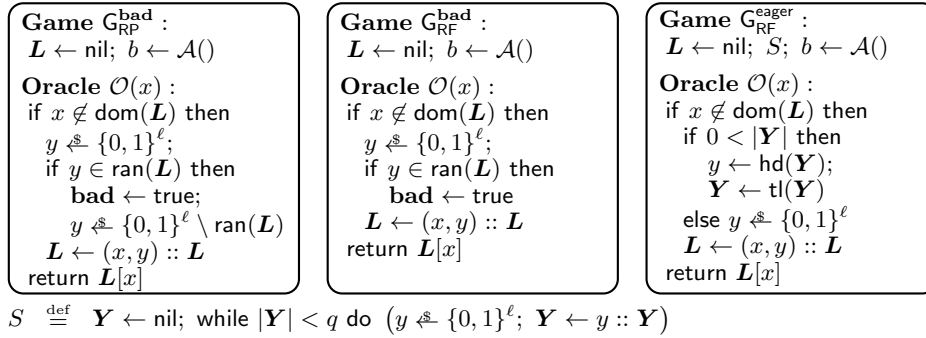 Game G_RP^bad :
L ← nil; b ← A()
Oracle O(x) :
if x ∉ dom(L) then
y ←$ {0, 1}^ℓ;
if y ∈ ran(L) then
bad ← true;
y ←$ {0, 1}^ℓ \ ran(L)
L ← (x, y) :: L
return L[x]
Game G_RF^bad :
L ← nil; b ← A()
Oracle O(x) :
if x ∉ dom(L) then
y ←$ {0, 1}^ℓ;
if y ∈ ran(L) then
bad ← true
L ← (x, y) :: L
return L[x]
Game G_RF^eager :
L ← nil; S; b ← A()
Oracle O(x) :
if x ∉ dom(L) then
if 0 < |Y| then
y ← hd(Y);
Y ← tl(Y)
else y ←$ {0, 1}^ℓ
L ← (x, y) :: L
return L[x]
S def= Y ← nil; while |Y| < q do (y ←$ {0, 1}^ℓ; Y ← y :: Y)